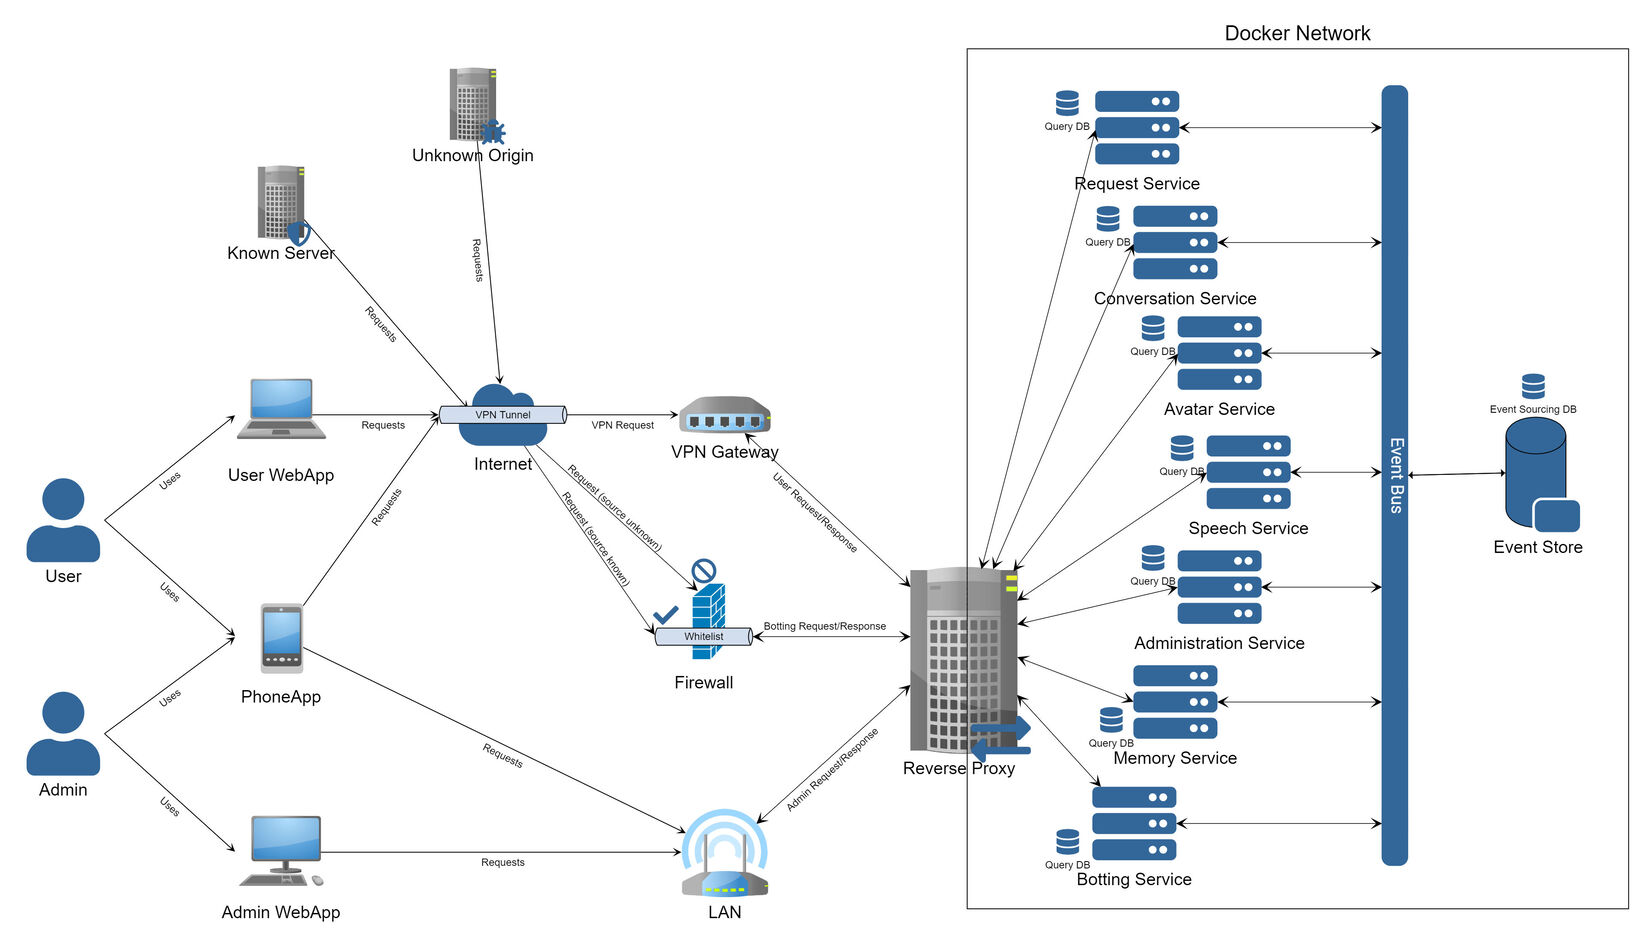 Docker Network
Unknown Origin
Known Server
Requests
Requests
User WebApp
Requests
VPN Tunnel
Internet
VPN Request
VPN Gateway
Uses
User
Uses
Requests
PhoneApp
Request (source unknown)
Request (source known)
User Request/Response
Whitelist
Firewall
Botting Request/Response
Admin
Uses
Uses
Requests
Admin WebApp
Requests
LAN
Admin Request/Response
Reverse Proxy
Query DB
Request Service
Query DB
Conversation Service
Query DB
Avatar Service
Query DB
Speech Service
Query DB
Administration Service
Query DB
Memory Service
Query DB
Botting Service
Event Bus
Event Sourcing DB
Event Store